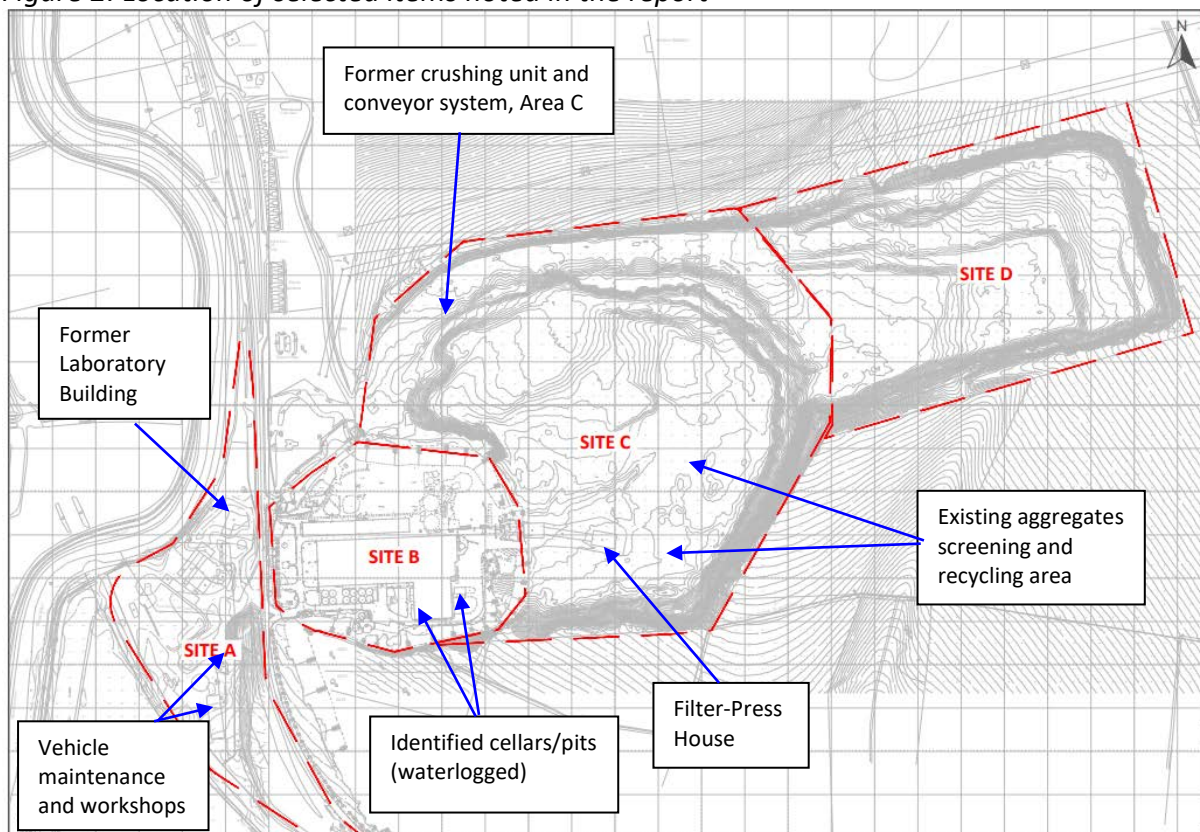 Figure 2: Location of selected items noted in the report
N
Former crushing unit and
conveyor system, Area C
SITE D
Former
Laboratory
Building
SITE C
Existing aggregates
screening and
recycling area
SITE B
SITE A
Vehicle
maintenance
and workshops
Identified cellars/pits
(waterlogged)
Filter-Press
House